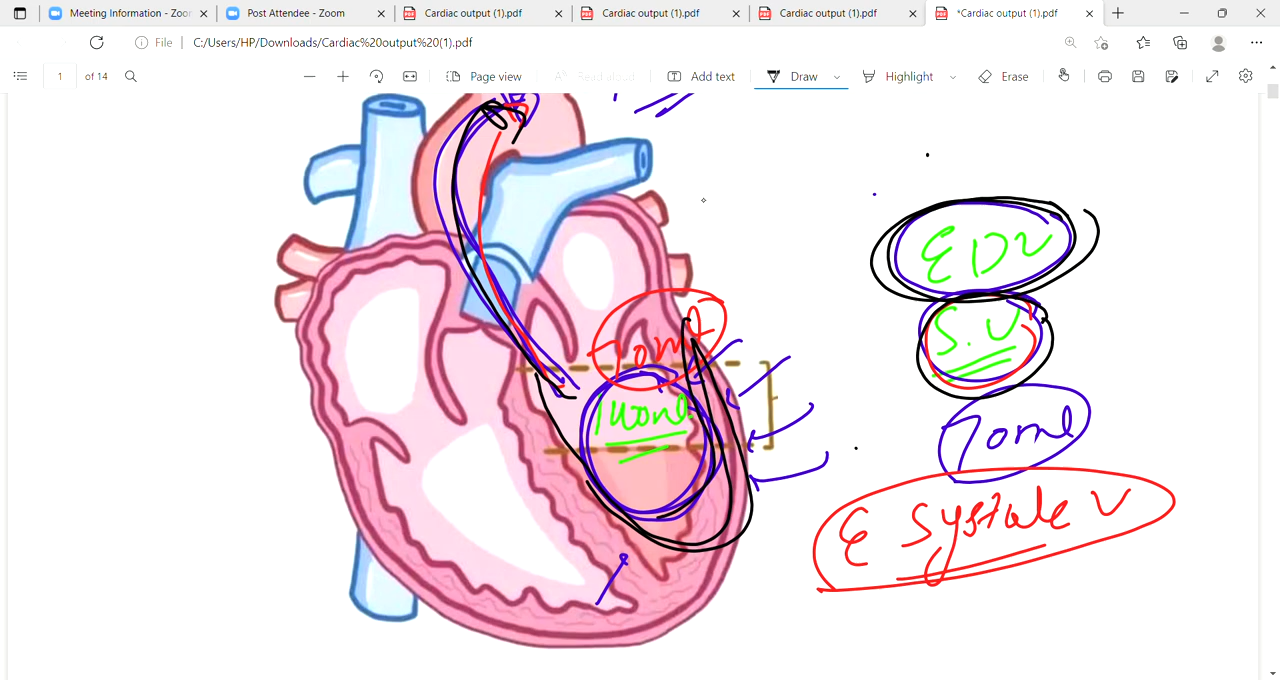 Meeting Information - Zoor
Post Attendee - Zoom
Cardiac output (1).pdf
Cardiac output (1).pdf
Cardiac output (1).pdf
*Cardiac output (1).pdf
File
C:/Users/HP/Downloads/Cardiac%20output%20(1).pdf
1 of 14
Page view
Read aloud
Add text
Draw
Highlight
Erase
EDV
S.V
70ml
140ml
70ml
E Systole V